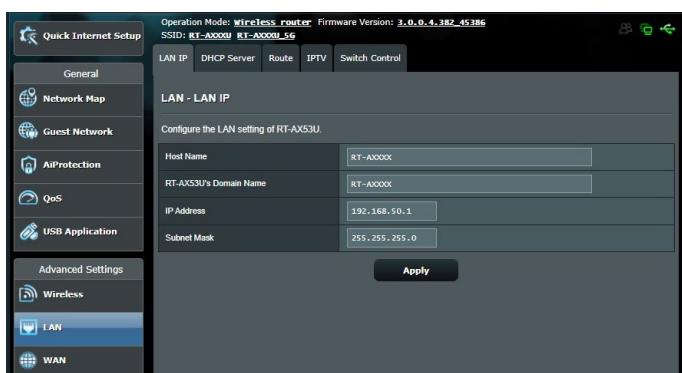 Operation Mode: Wireless router Firmware Version: 3.0.0.4.382_45386
SSID: RT-AXXXU RT-AXXXU_5G
Quick Internet Setup
General
Network Map
Guest Network
AiProtection
QoS
USB Application
Advanced Settings
Wireless
LAN
WAN
LAN IP DHCP Server Route IPTV Switch Control
LAN - LAN IP
Configure the LAN setting of RT-AX53U.
Host Name RT-AXXXX
RT-AX53U's Domain Name RT-AXXXX
IP Address 192.168.50.1
Subnet Mask 255.255.255.0
Apply